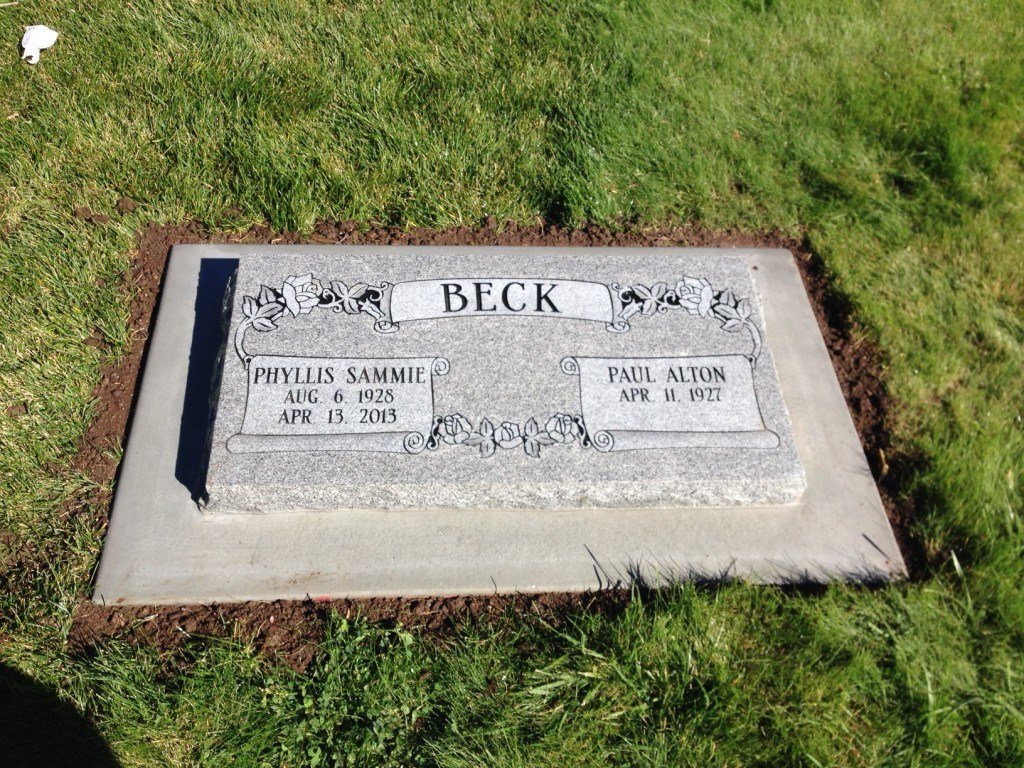 BECK
PHYLLIS SAMMIE
AUG. 6, 1928
APR. 13, 2013
PAUL ALTON
APR. 11, 1927